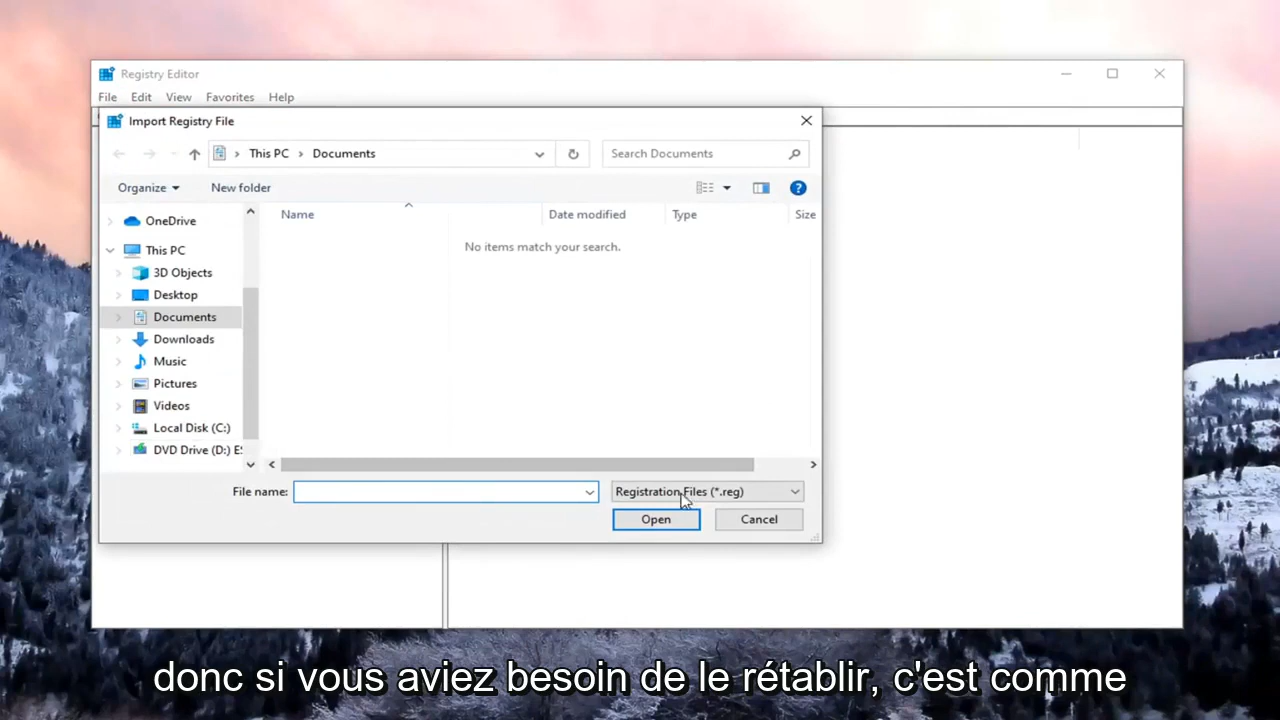 Registry Editor
File Edit View Favorites Help
Import Registry File
This PC Documents
Search Documents
Organize New folder
Name Date modified Type Size
OneDrive
No items match your search.
This PC
3D Objects
Desktop
Documents
Downloads
Music
Pictures
Videos
Local Disk (C:)
DVD Drive (D:) ES
File name: Registration Files (*.reg)
Open Cancel
donc si vous aviez besoin de le rétablir, c'est comme